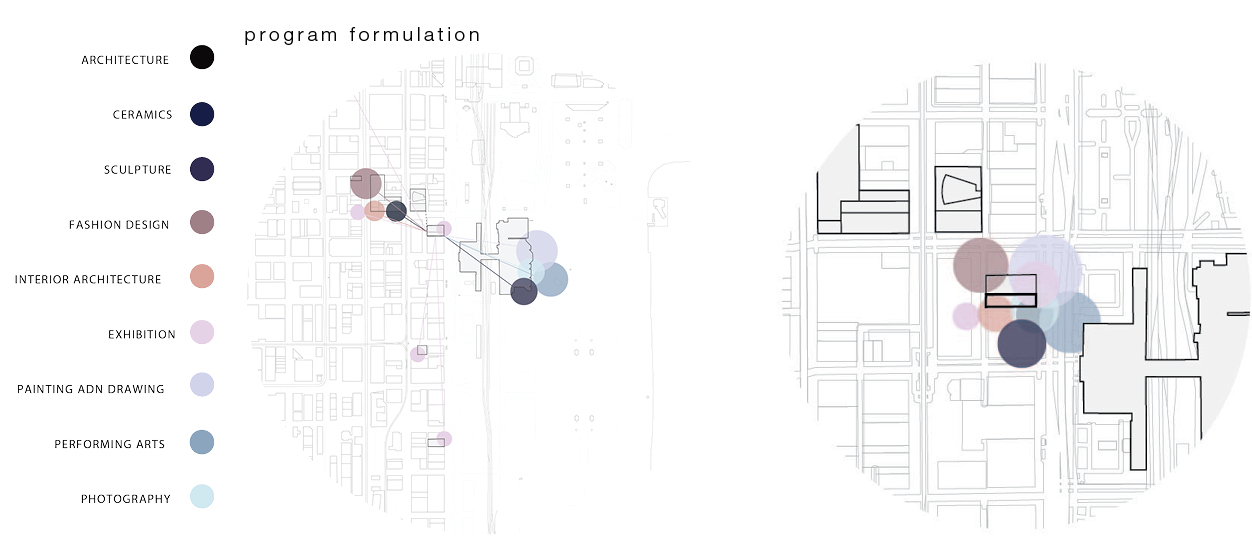 program formulation
ARCHITECTURE
CERAMICS
SCULPTURE
FASHION DESIGN
INTERIOR ARCHITECTURE
EXHIBITION
PAINTING ADN DRAWING
PERFORMING ARTS
PHOTOGRAPHY